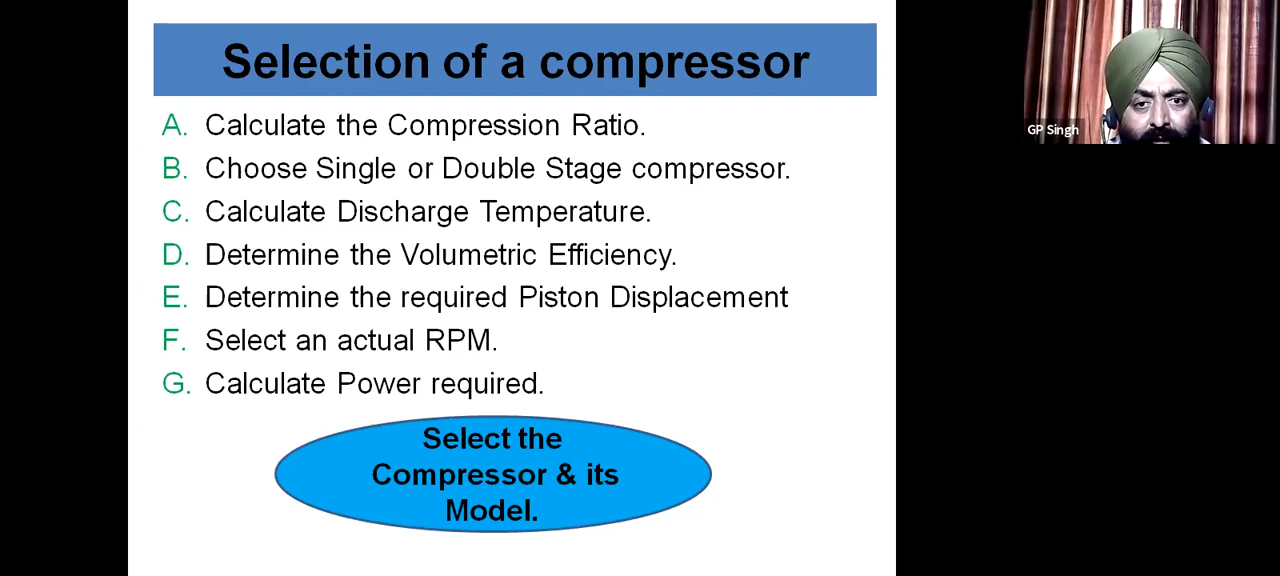 Selection of a compressor
A. Calculate the Compression Ratio.
B. Choose Single or Double Stage compressor.
C. Calculate Discharge Temperature.
D. Determine the Volumetric Efficiency.
E. Determine the required Piston Displacement
F. Select an actual RPM.
G. Calculate Power required.
Select the
Compressor & its
Model.
GP Singh